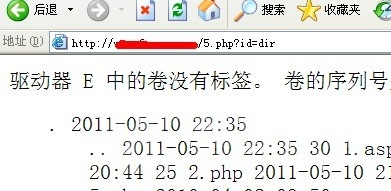 后退
搜索
收藏夹
地址(D)
http:// /5.php?id=dir
驱动器 E 中的卷没有标签。 卷的序列号
. 2011-05-10 22:35
.. 2011-05-10 22:35 30 1.asp
20:44 25 2.php 2011-05-10 2